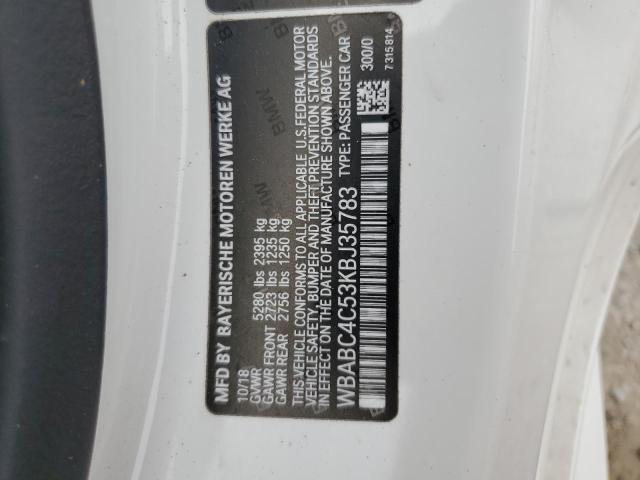 MFD BY BAYERISCHE MOTOREN WERKE AG
10/18
GVWR 5280 lbs 2395 kg
GAWR FRONT 2723 lbs 1235 kg
GAWR REAR 2756 lbs 1250 kg
THIS VEHICLE CONFORMS TO ALL APPLICABLE U.S.FEDERAL MOTOR
VEHICLE SAFETY, BUMPER AND THEFT PREVENTION STANDARDS
IN EFFECT ON THE DATE OF MANUFACTURE SHOWN ABOVE.
WBABC4C53KBJ35783 TYPE: PASSENGER CAR
300/0
7315814
BMW
BMW